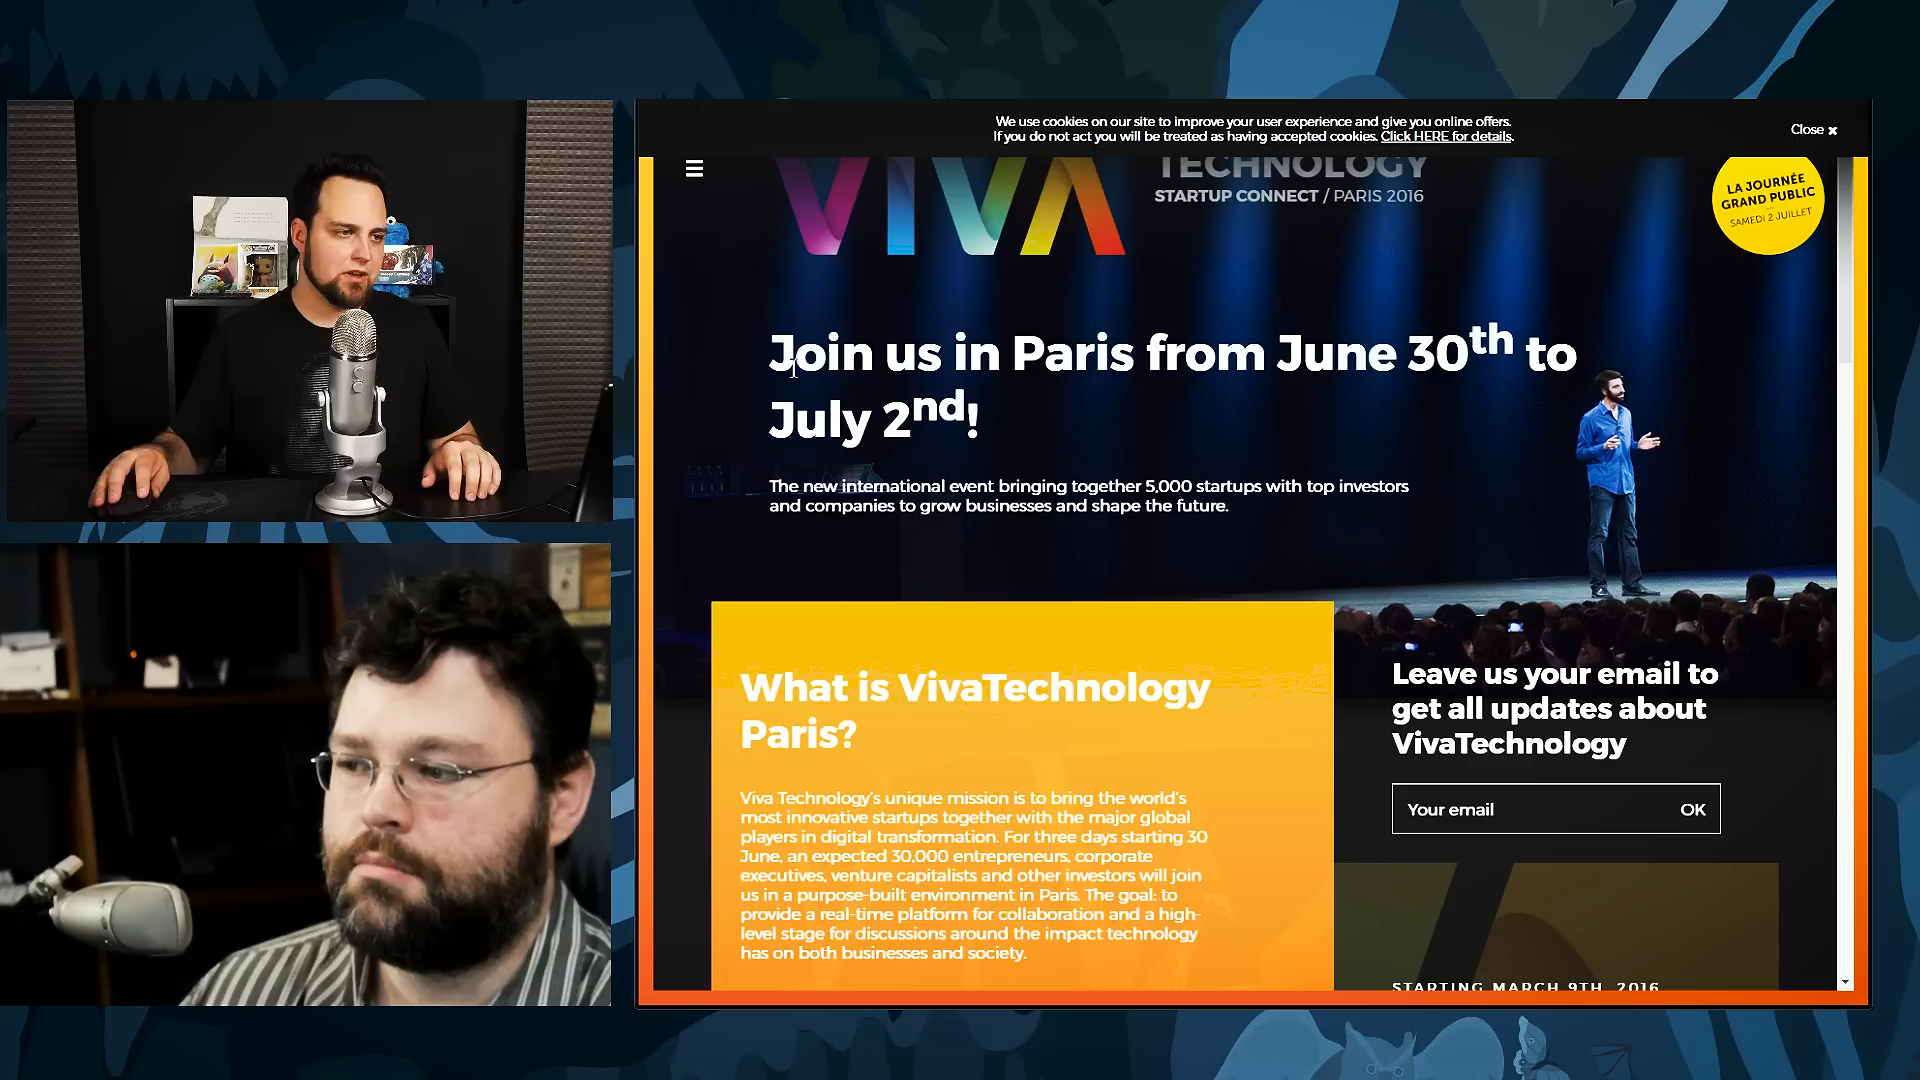 We use cookies on our site to improve your user experience and give you online offers.
If you do not act you will be treated as having accepted cookies. Click HERE for details.
Close ×
VIVA
TECHNOLOGY
STARTUP CONNECT / PARIS 2016
LA JOURNÉE
GRAND PUBLIC
SAMEDI 2 JUILLET
Join us in Paris from June 30th to
July 2nd!
The new international event bringing together 5,000 startups with top investors
and companies to grow businesses and shape the future.
What is VivaTechnology
Paris?
Viva Technology's unique mission is to bring the world's
most innovative startups together with the major global
players in digital transformation. For three days starting 30
June, an expected 30,000 entrepreneurs, corporate
executives, venture capitalists and other investors will join
us in a purpose-built environment in Paris. The goal: to
provide a real-time platform for collaboration and a high-
level stage for discussions around the impact technology
has on both businesses and society.
Leave us your email to
get all updates about
VivaTechnology
Your email OK
STARTING MARCH 9TH, 2016